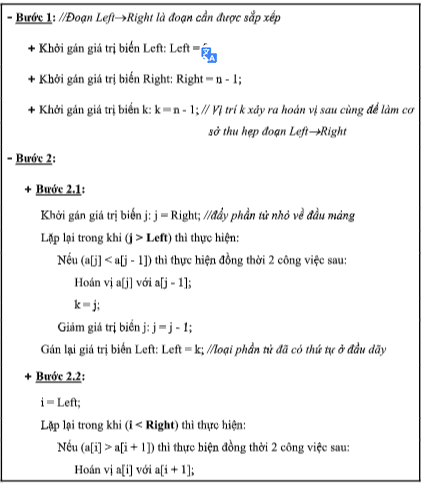 - Bước 1: //Đoạn Left→Right là đoạn cần được sắp xếp
+ Khởi gán giá trị biến Left: Left =
+ Khởi gán giá trị biến Right: Right = n - 1;
+ Khởi gán giá trị biến k: k = n - 1; // Vị trí k xảy ra hoán vị sau cùng để làm cơ
sở thu hẹp đoạn Left→Right
- Bước 2:
+ Bước 2.1:
Khởi gán giá trị biến j: j = Right; //đẩy phần tử nhỏ về đầu mảng
Lặp lại trong khi (j > Left) thì thực hiện:
Nếu (a[j] < a[j - 1]) thì thực hiện đồng thời 2 công việc sau:
Hoán vị a[j] với a[j - 1];
k = j;
Giảm giá trị biến j: j = j - 1;
Gán lại giá trị biến Left: Left = k; //loại phần tử đã có thứ tự ở đầu dãy
+ Bước 2.2:
i = Left;
Lặp lại trong khi (i < Right) thì thực hiện:
Nếu (a[i] > a[i + 1]) thì thực hiện đồng thời 2 công việc sau:
Hoán vị a[i] với a[i + 1];